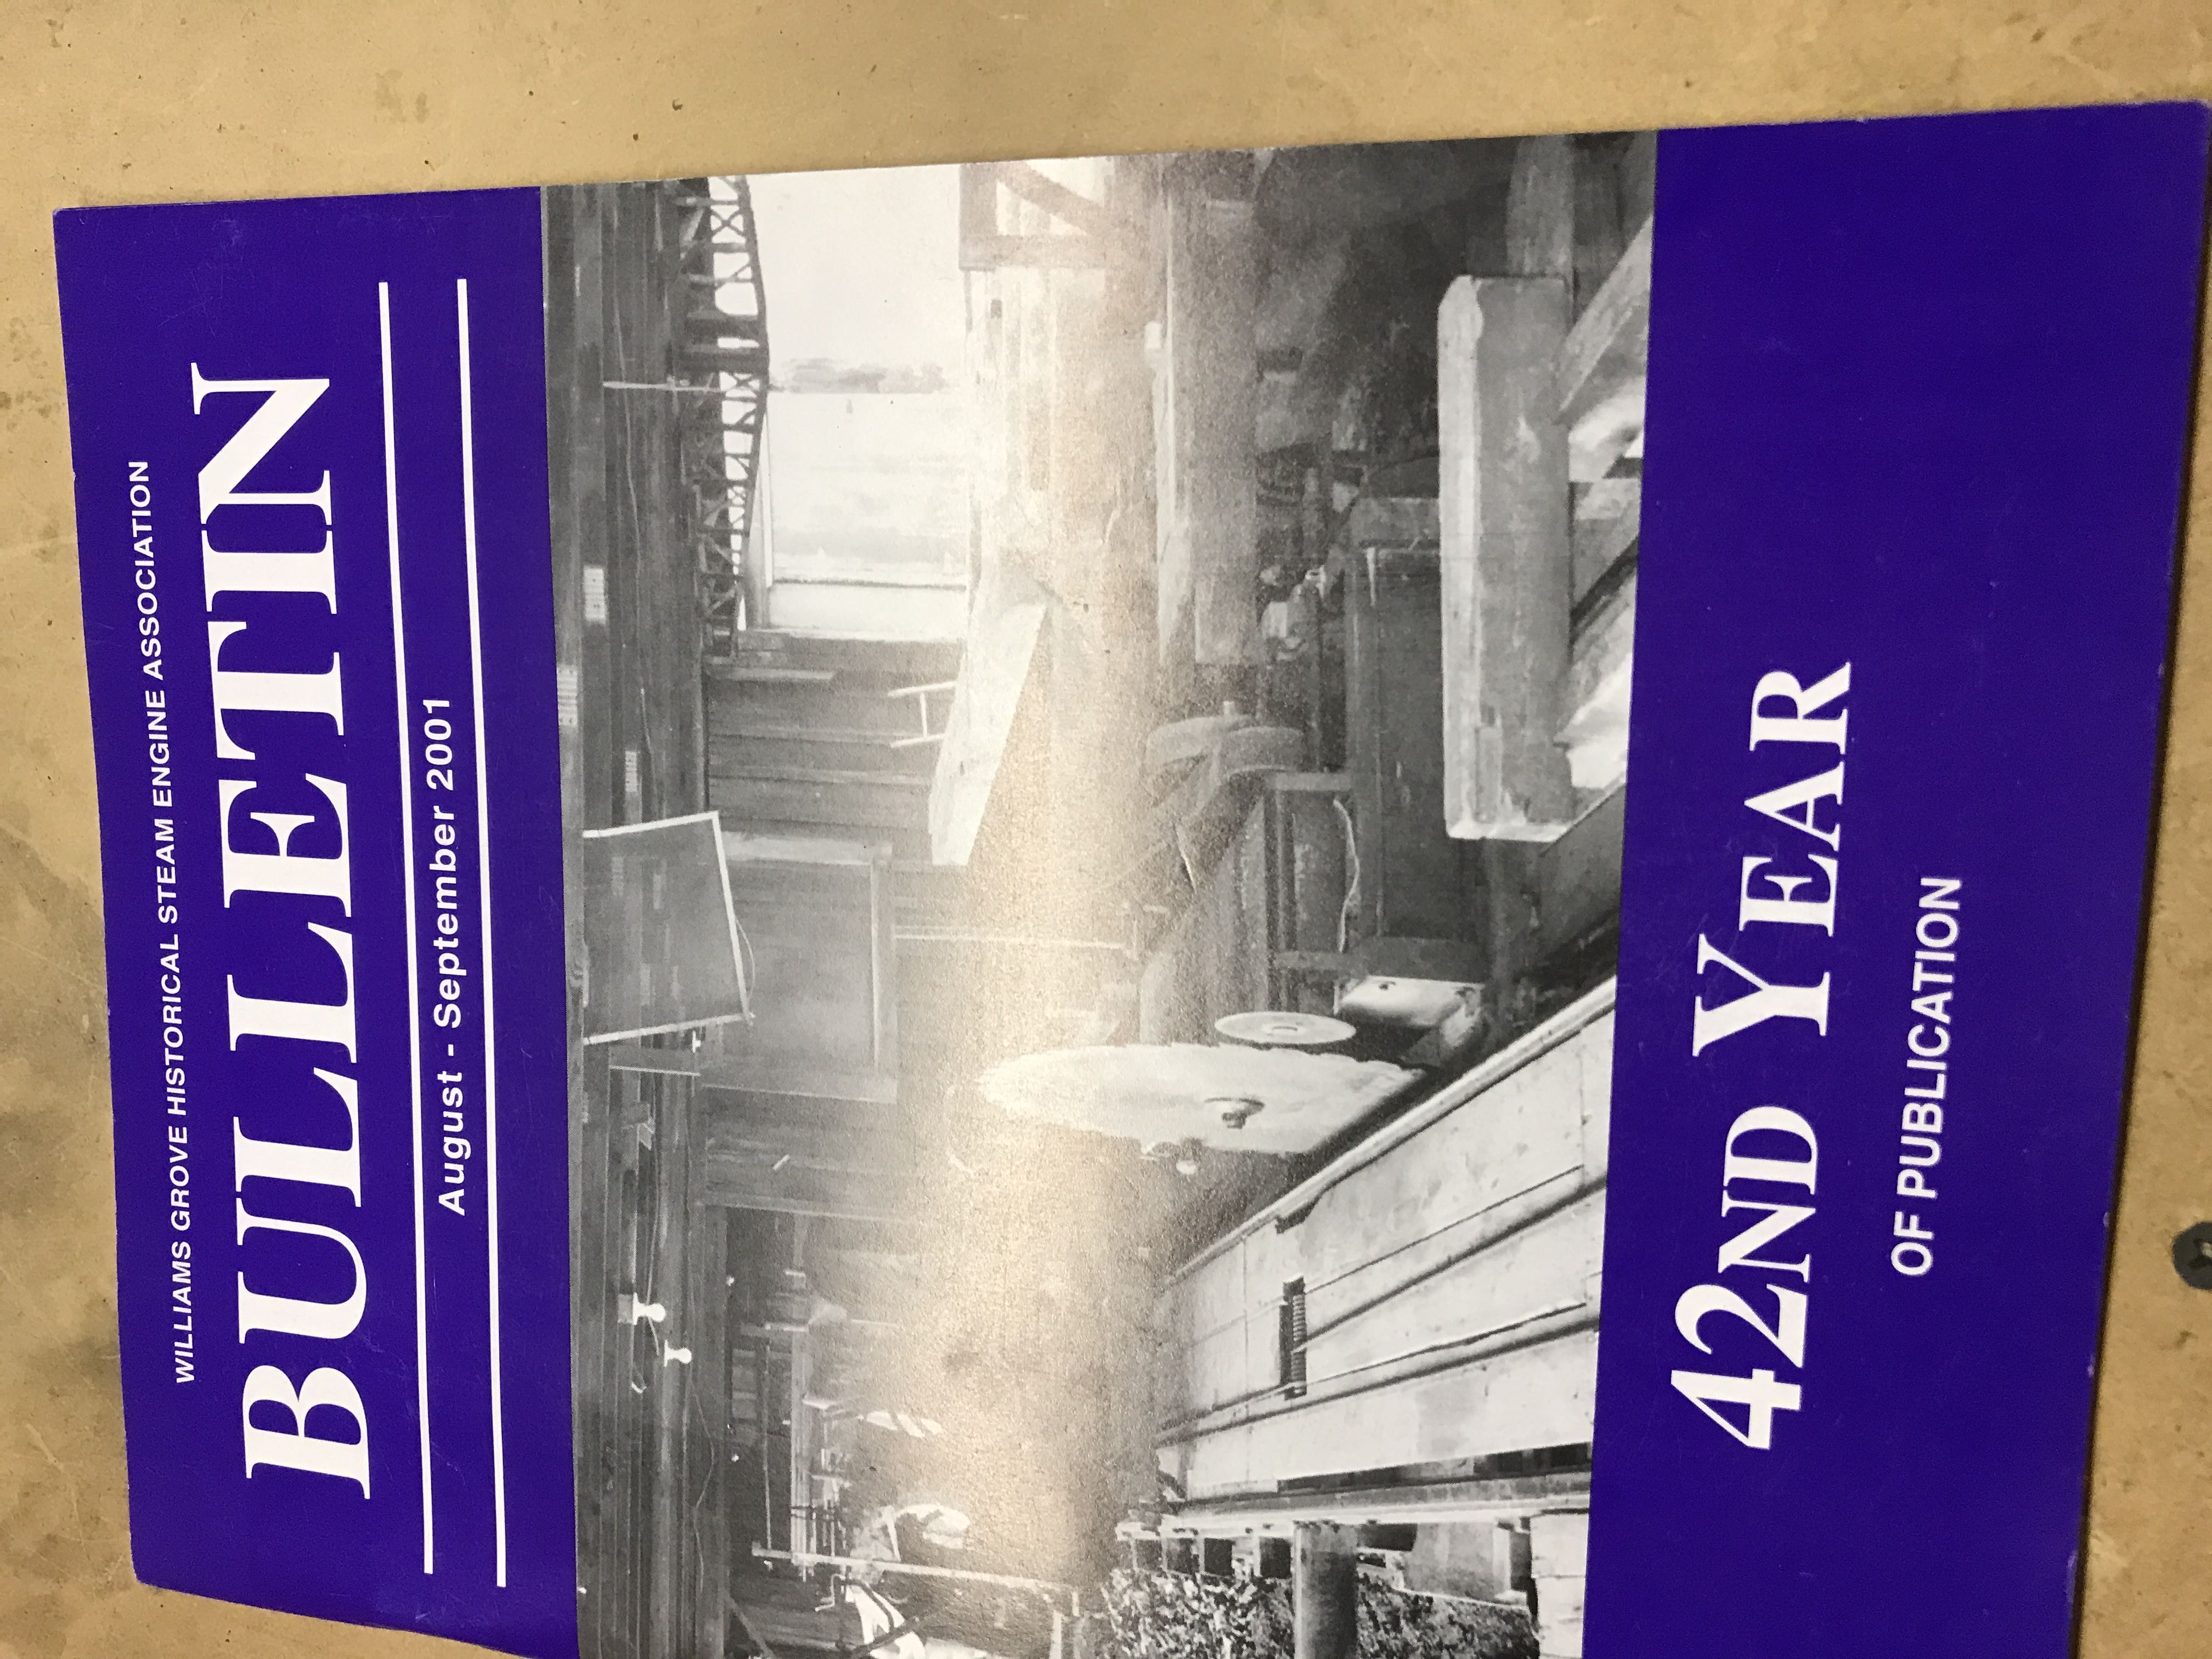 WILLIAMS GROVE HISTORICAL STEAM ENGINE ASSOCIATION
BULLETIN
August - September 2001
42ND YEAR
OF PUBLICATION